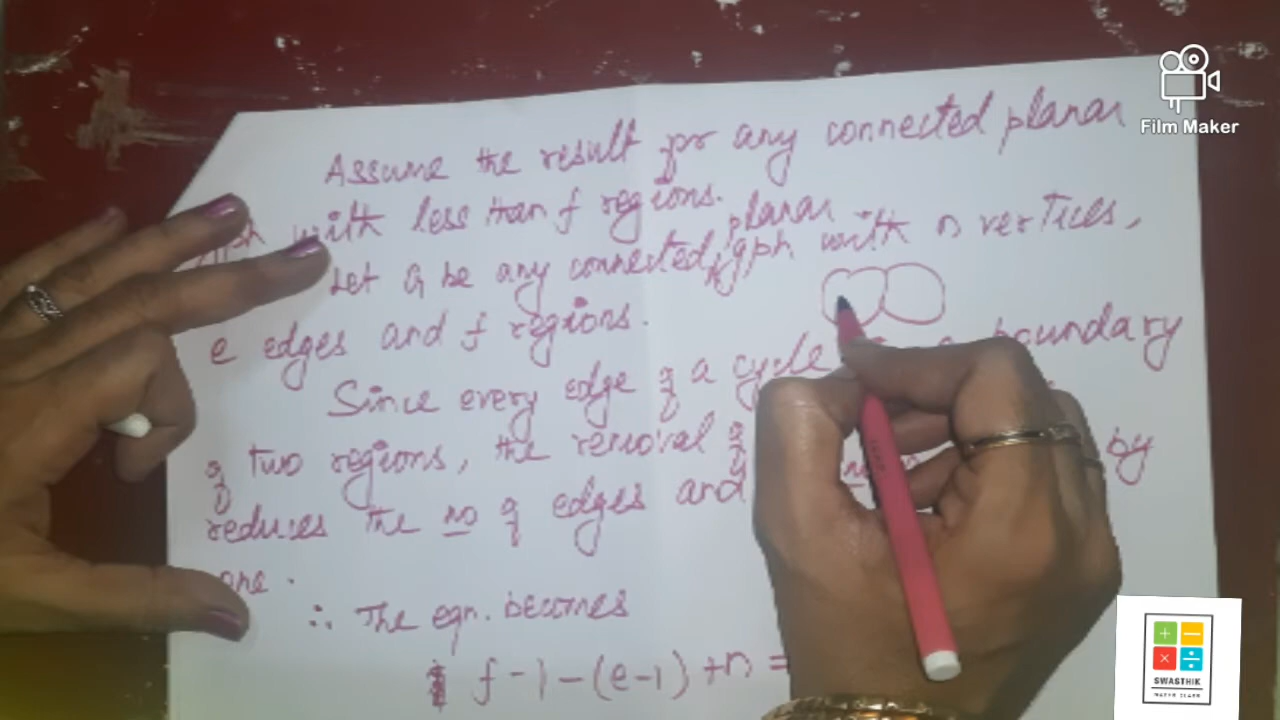 Assume the result for any connected planar
gph with less than f regions.
planar
Let G be any connected gph with n vertices,
e edges and f regions.
Since every edge of a cycle boundary
of two regions, the removal of
reduces the no of edges and by
one.
∴ The eqn. becomes
f-1-(e-1)+n=
Film Maker
SWASTHIK